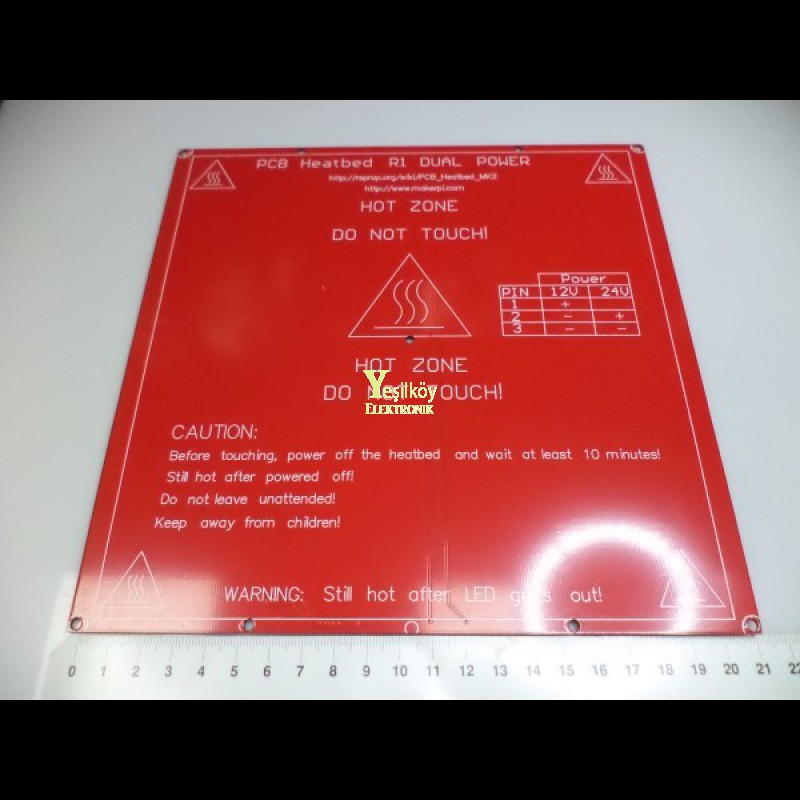 PCB Heatbed R1 DUAL POWER
http://reprap.org/wiki/PCB_Heatbed_MK2
http://www.makerpi.com
HOT ZONE
DO NOT TOUCH!
Power
PIN 12V 24V
1 +
2 - +
3 - -
HOT ZONE
DO NOT TOUCH!
Yeşilköy
ELEKTRONIK
CAUTION:
Before touching, power off the heatbed and wait at least 10 minutes!
Still hot after powered off!
Do not leave unattended!
Keep away from children!
WARNING: Still hot after LED goes out!
0 1 2 3 4 5 6 7 8 9 10 11 12 13 14 15 16 17 18 19 20 21 22